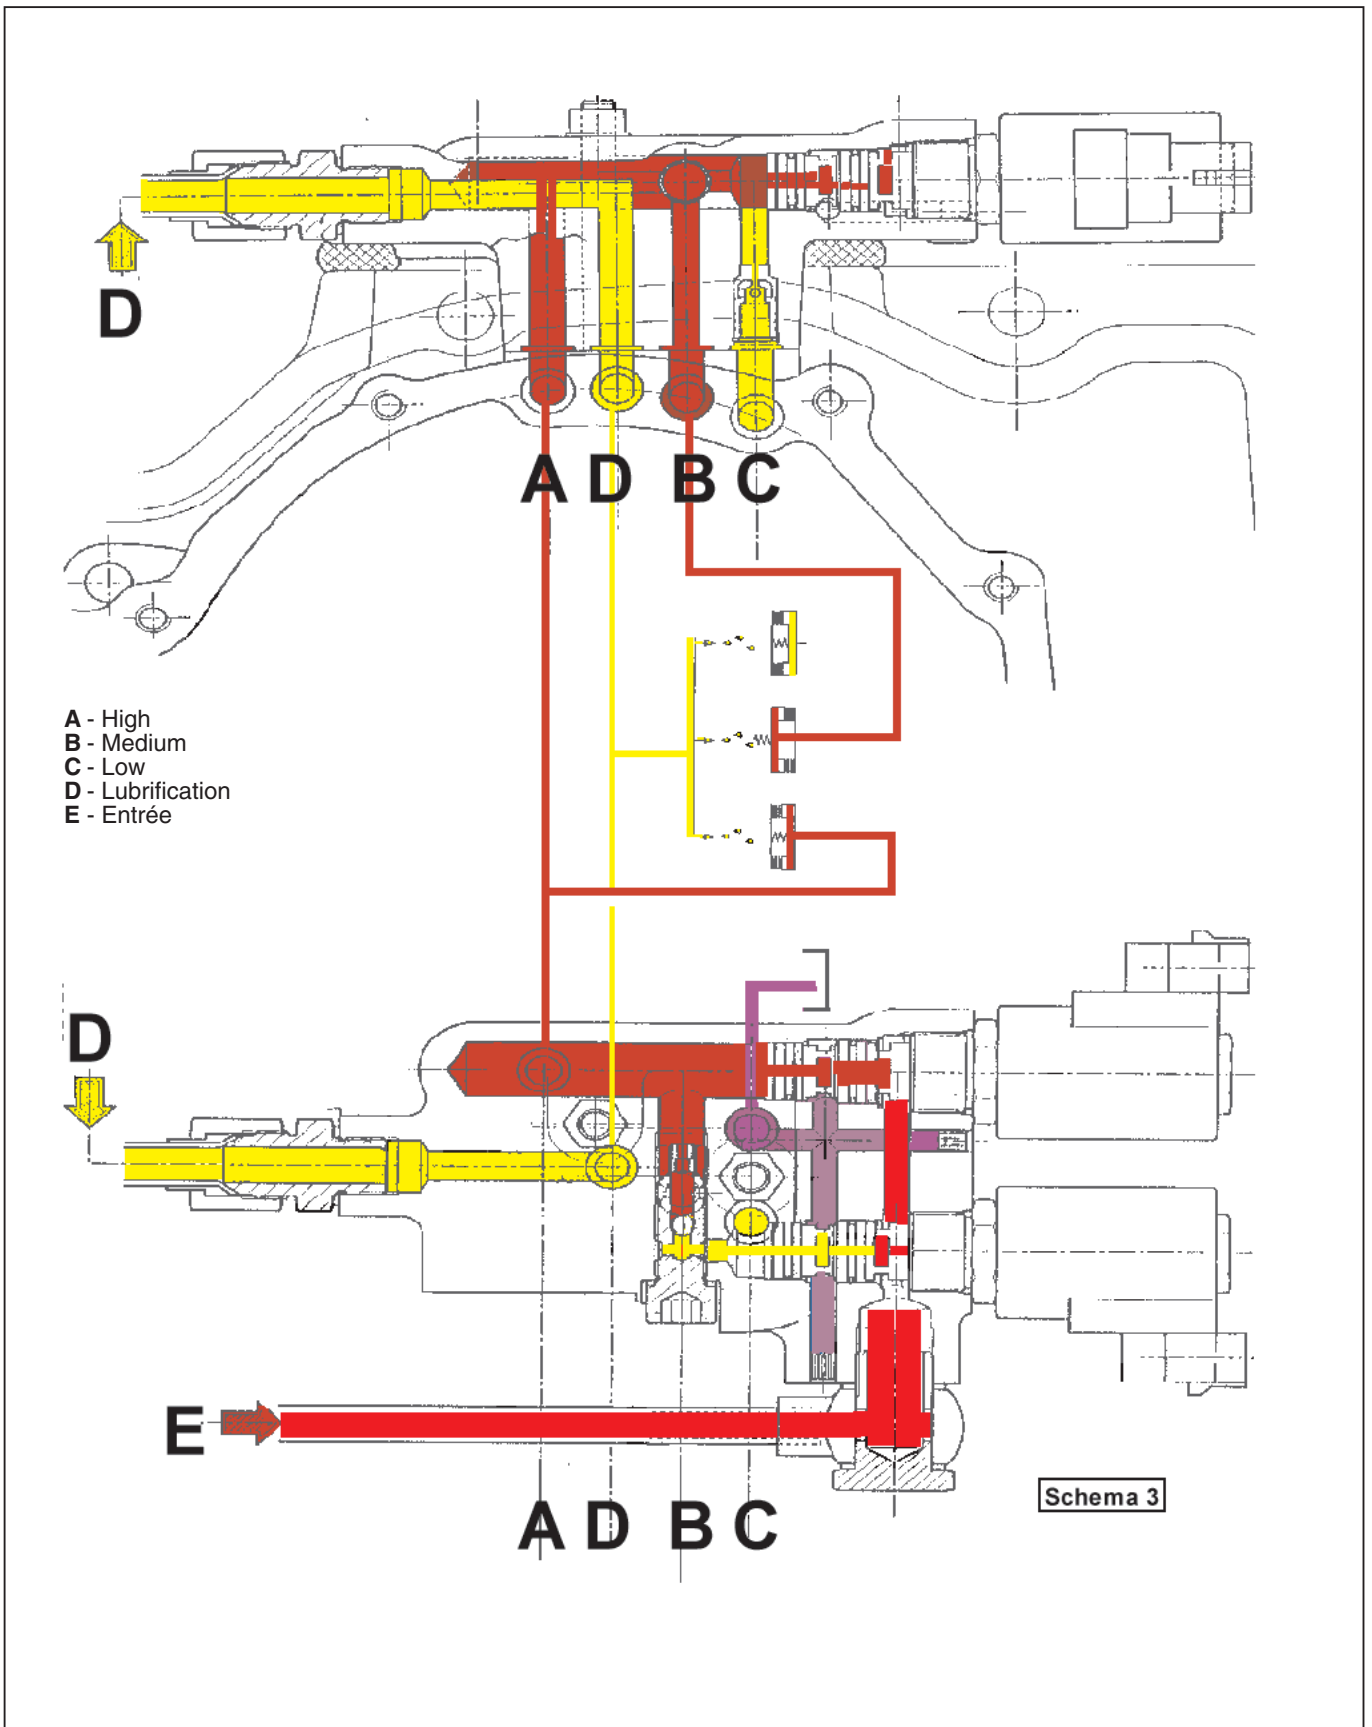 D
A D B C
A - High
B - Medium
C - Low
D - Lubrification
E - Entrée
D
E
Schema 3
A D B C